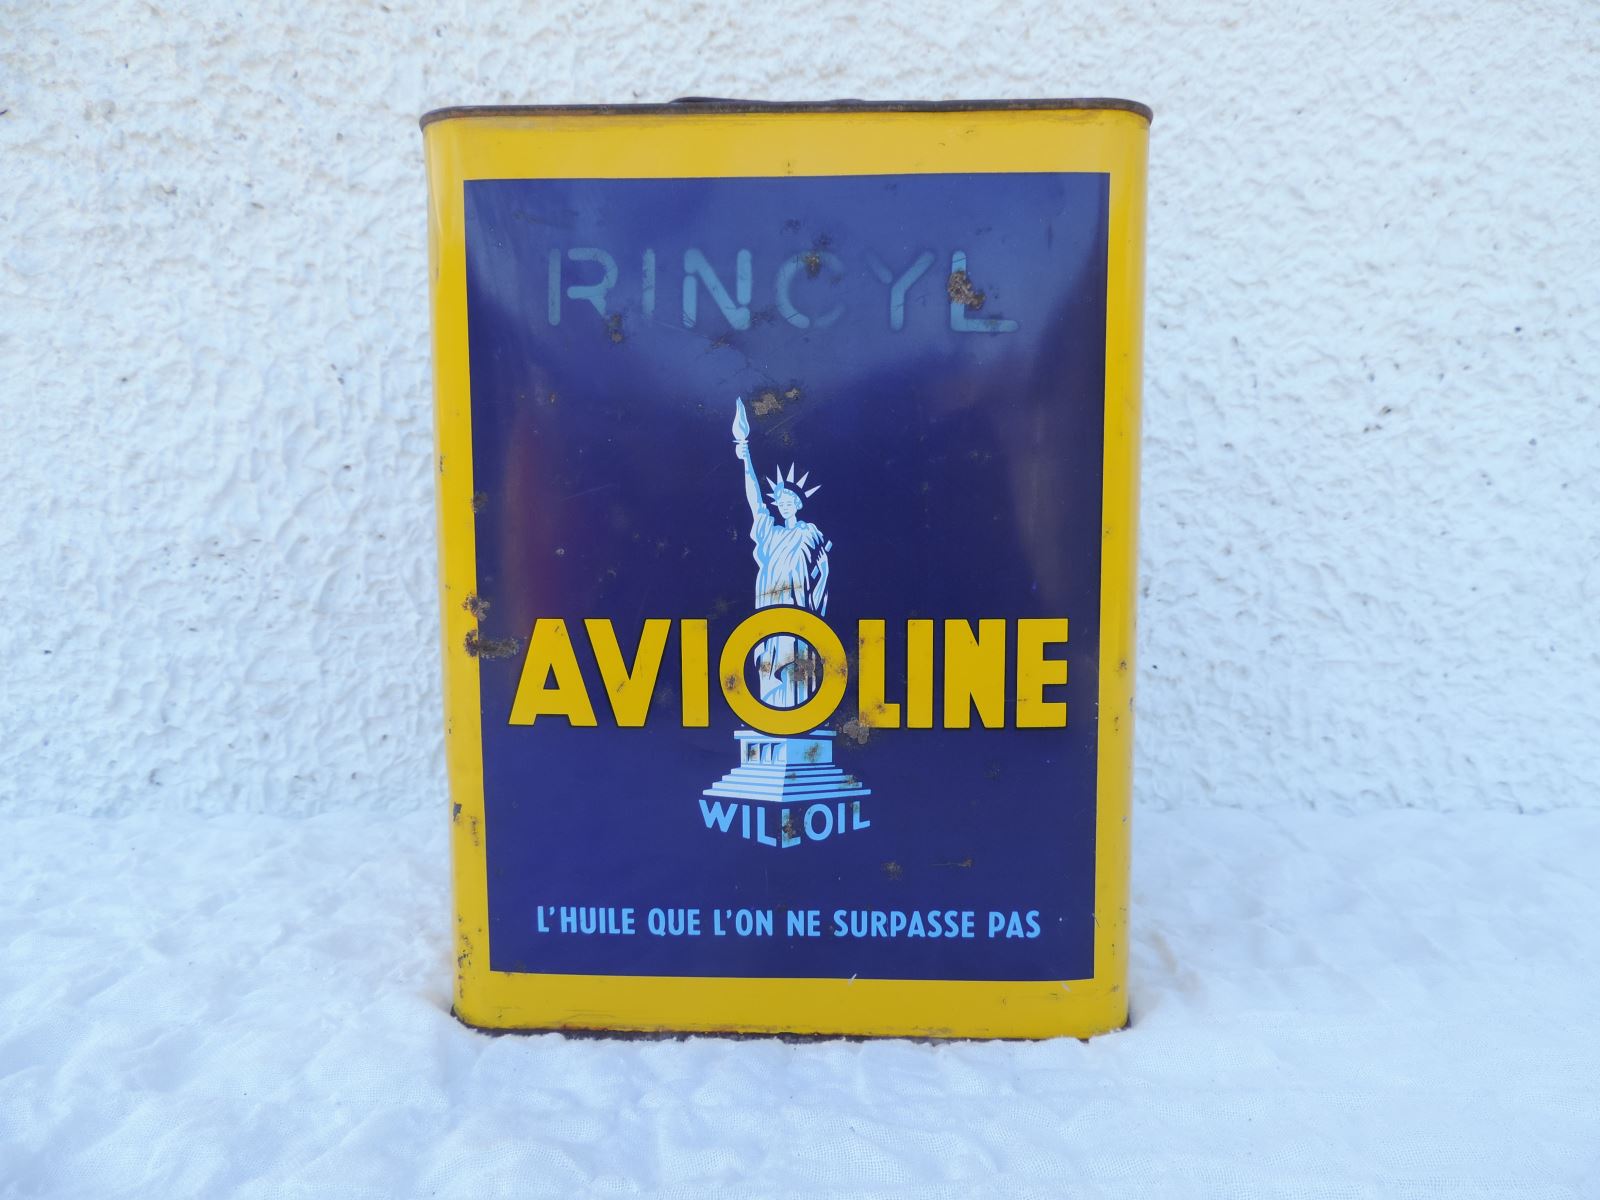 RINCYL
AVIOLINE
WILLOIL
L'HUILE QUE L'ON NE SURPASSE PAS